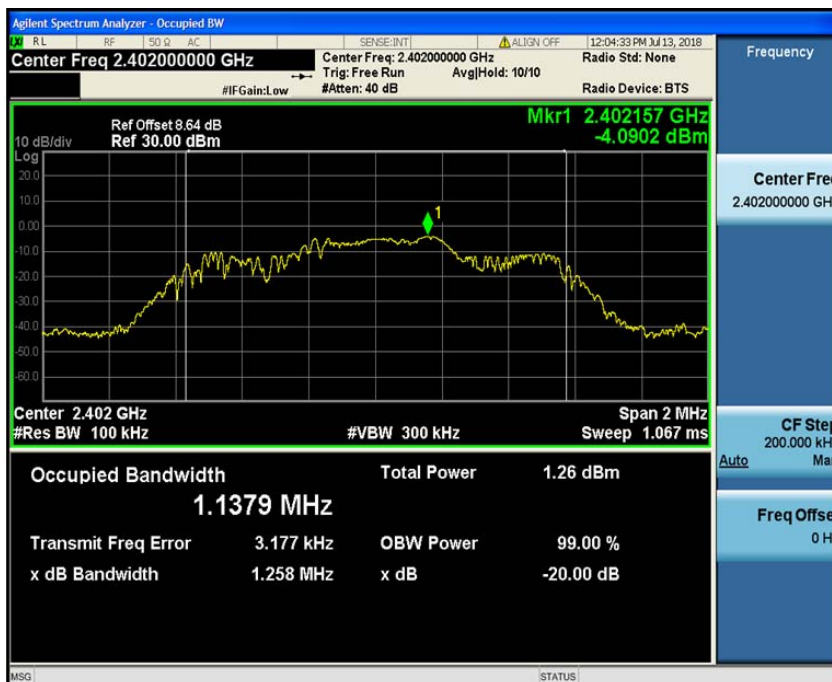 Agilent Spectrum Analyzer - Occupied BW
RL RF 50 Ω AC SENSE:INT ALIGN OFF 12:04:33 PM Jul 13, 2018
Center Freq 2.402000000 GHz
Center Freq: 2.402000000 GHz
Radio Std: None
Trig: Free Run Avg|Hold: 10/10
#IFGain:Low
#Atten: 40 dB
Radio Device: BTS
Frequency
Mkr1 2.402157 GHz
-4.0902 dBm
Ref Offset 8.64 dB
10 dB/div Ref 30.00 dBm
Log
20.0
10.0
0.00
-10.0
-20.0
-30.0
-40.0
-50.0
-60.0
1
Center 2.402 GHz Span 2 MHz
#Res BW 100 kHz #VBW 300 kHz Sweep 1.067 ms
Occupied Bandwidth
1.1379 MHz
Total Power 1.26 dBm
Transmit Freq Error 3.177 kHz OBW Power 99.00 %
x dB Bandwidth 1.258 MHz x dB -20.00 dB
Center Fre
2.402000000 GH
CF Step
200.000 kH
Auto Ma
Freq Offse
0 H
MSG STATUS